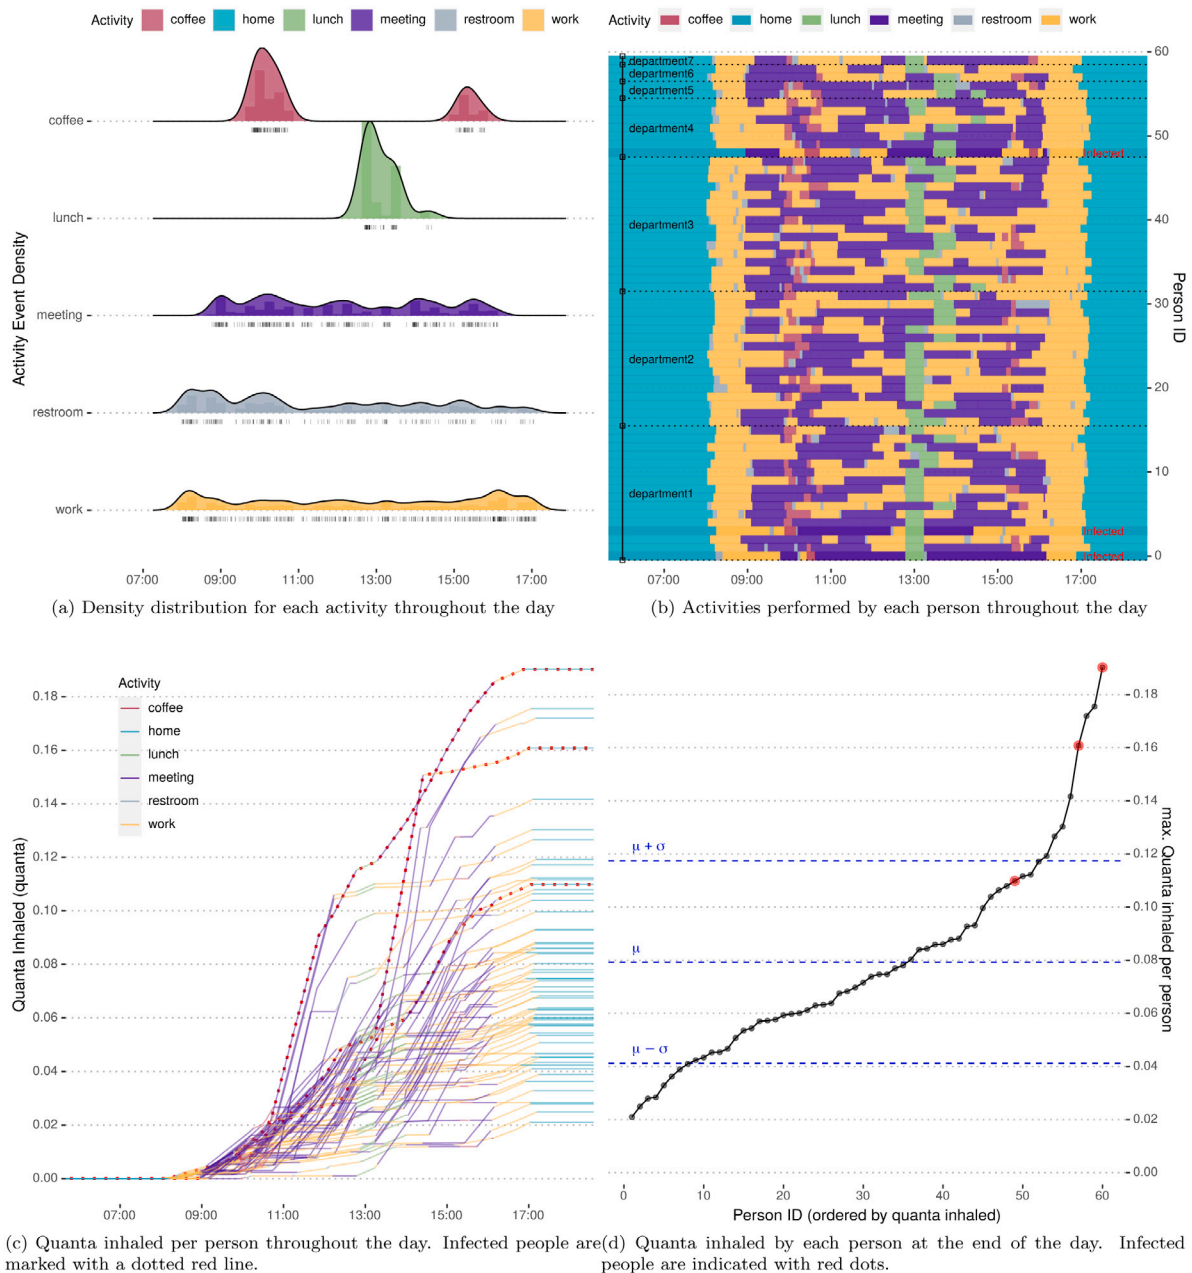 Activity coffee home lunch meeting restroom work
Activity Event Density
coffee
lunch
meeting
restroom
work
07:00 09:00 11:00 13:00 15:00 17:00
(a) Density distribution for each activity throughout the day
Activity coffee home lunch meeting restroom work
department7
department6
department5
department4
Infected
department3
department2
department1
Infected
Infected
60
50
40
30
20
10
0
Person ID
07:00 09:00 11:00 13:00 15:00 17:00
(b) Activities performed by each person throughout the day
Quanta Inhaled (quanta)
0.18
0.16
0.14
0.12
0.10
0.08
0.06
0.04
0.02
0.00
Activity
coffee
home
lunch
meeting
restroom
work
07:00 09:00 11:00 13:00 15:00 17:00
(c) Quanta inhaled per person throughout the day. Infected people are
marked with a dotted red line.
μ + σ
μ
μ − σ
0.18
0.16
0.14
0.12
0.10
0.08
0.06
0.04
0.02
0.00
max. Quanta inhaled per person
0 10 20 30 40 50 60
Person ID (ordered by quanta inhaled)
(d) Quanta inhaled by each person at the end of the day. Infected
people are indicated with red dots.